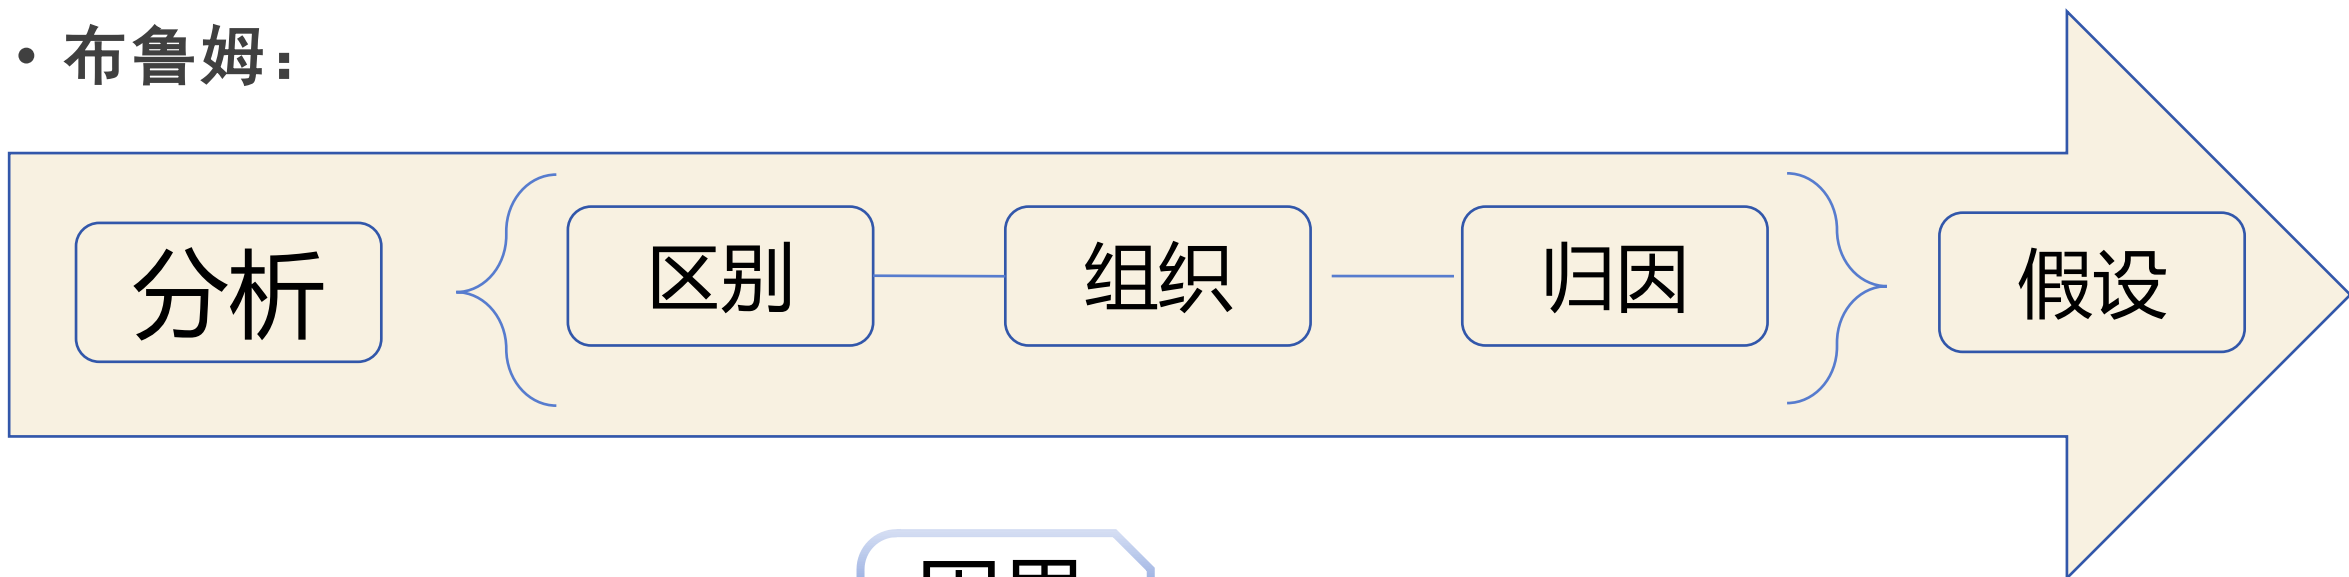 • 布鲁姆：
分析 区别 组织 归因 假设